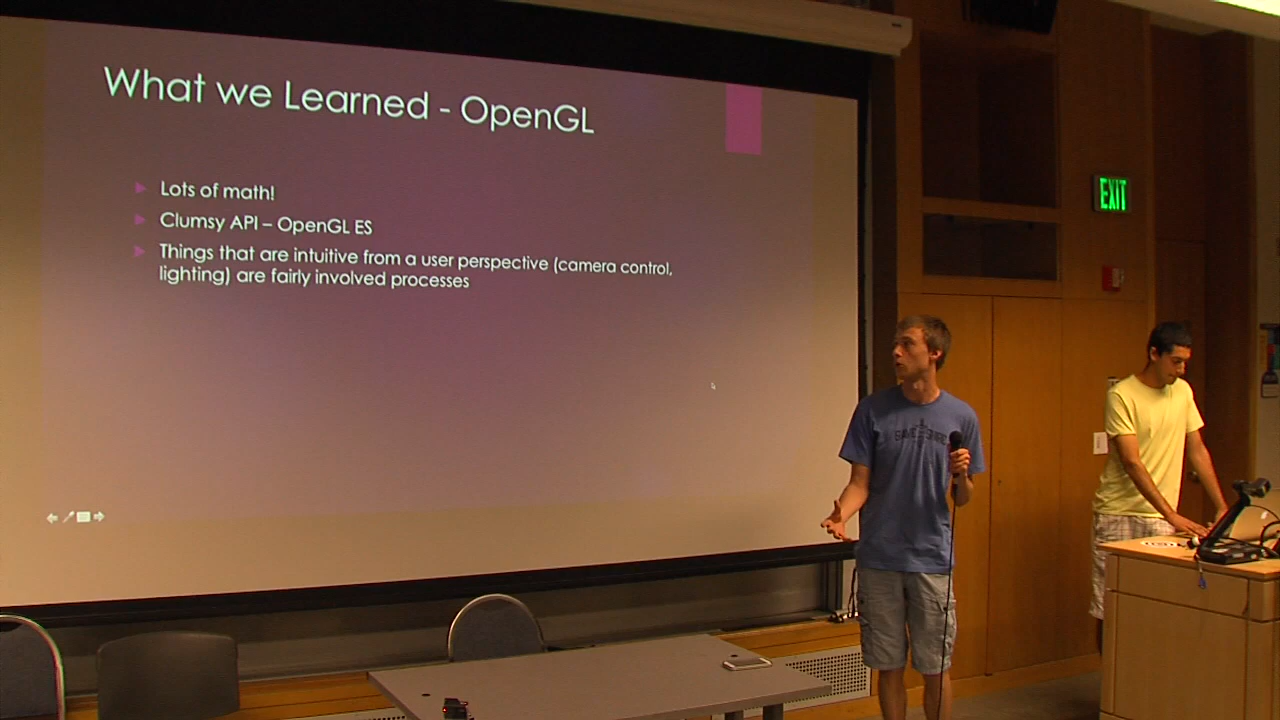 What we Learned - OpenGL
Lots of math!
Clumsy API – OpenGL ES
Things that are intuitive from a user perspective (camera control,
lighting) are fairly involved processes
EXIT